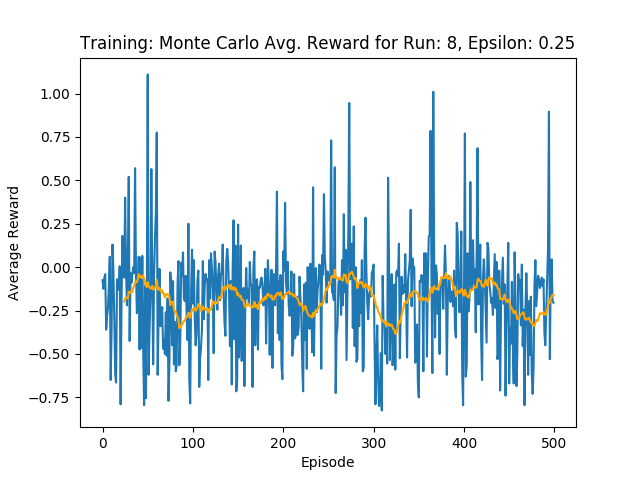 Training: Monte Carlo Avg. Reward for Run: 8, Epsilon: 0.25
1.00
0.75
0.50
0.25
0.00
−0.25
−0.50
−0.75
Average Reward
0 100 200 300 400 500
Episode